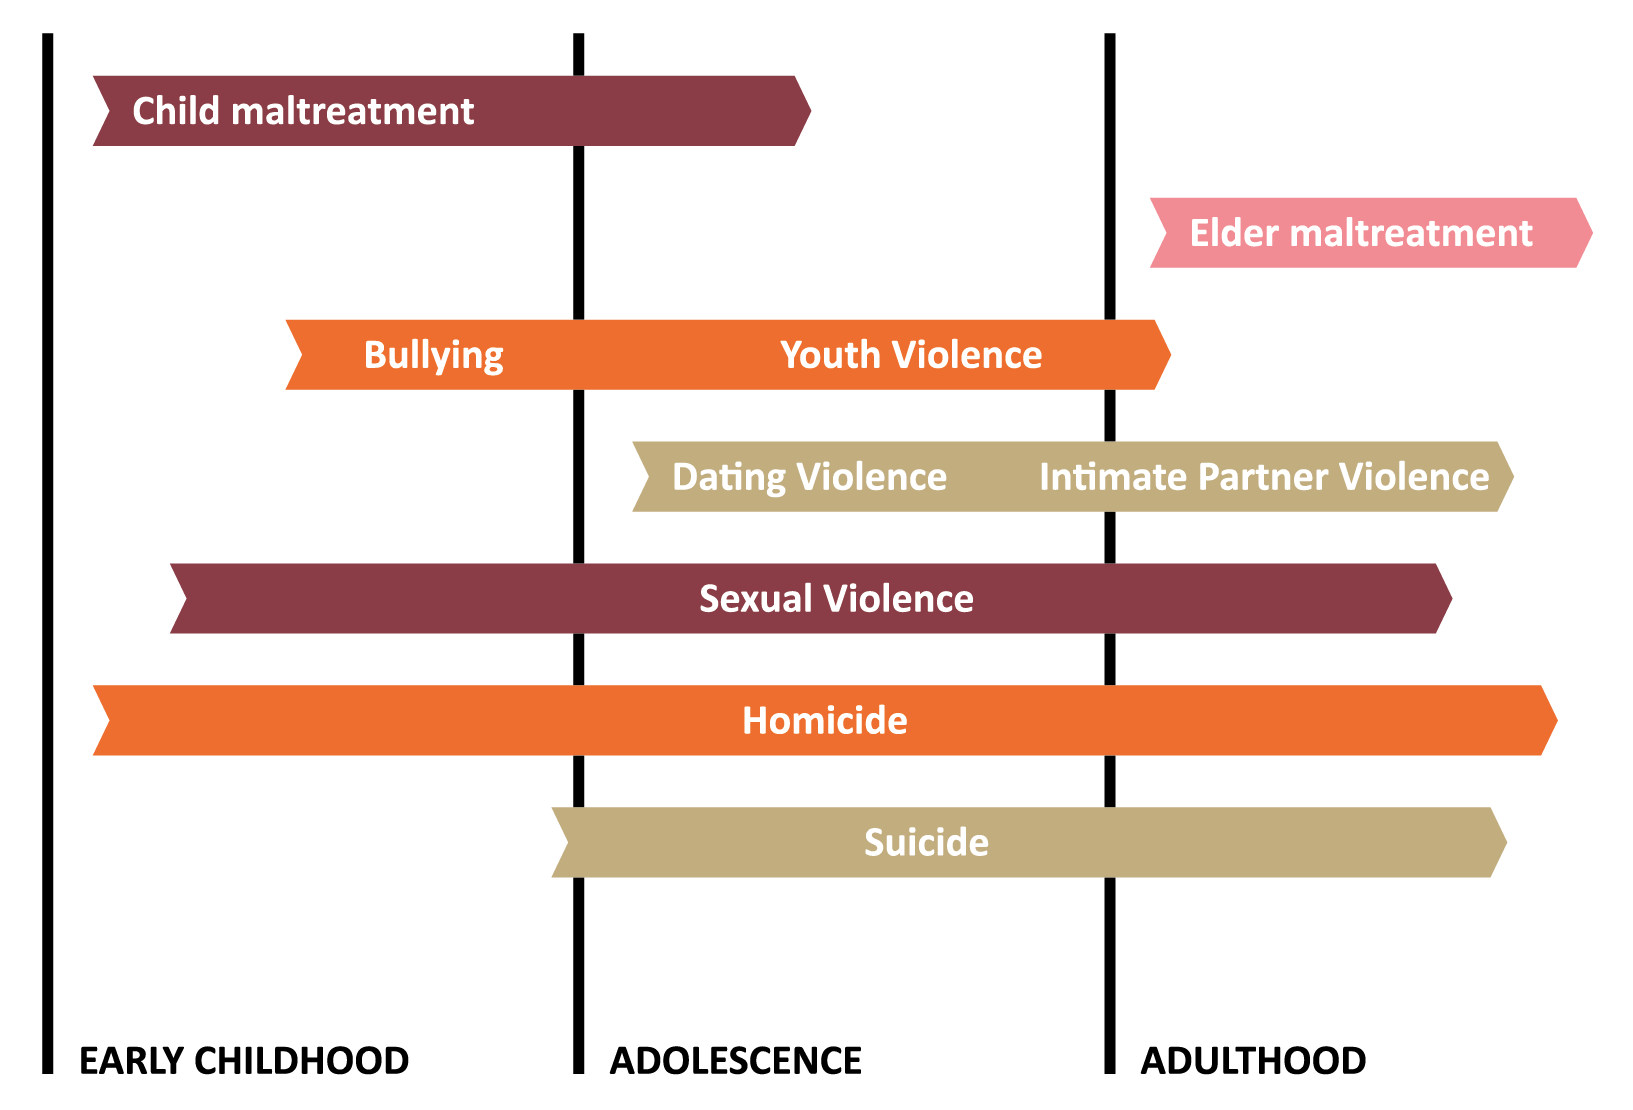 Child maltreatment
Elder maltreatment
Bullying
Youth Violence
Dating Violence
Intimate Partner Violence
Sexual Violence
Homicide
Suicide
EARLY CHILDHOOD
ADOLESCENCE
ADULTHOOD